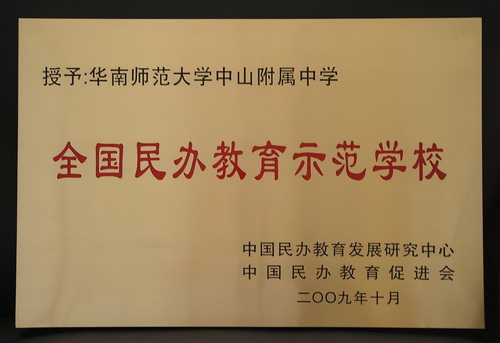 授予:华南师范大学中山附属中学
全国民办教育示范学校
中国民办教育发展研究中心
中国民办教育促进会
二〇〇九年十月